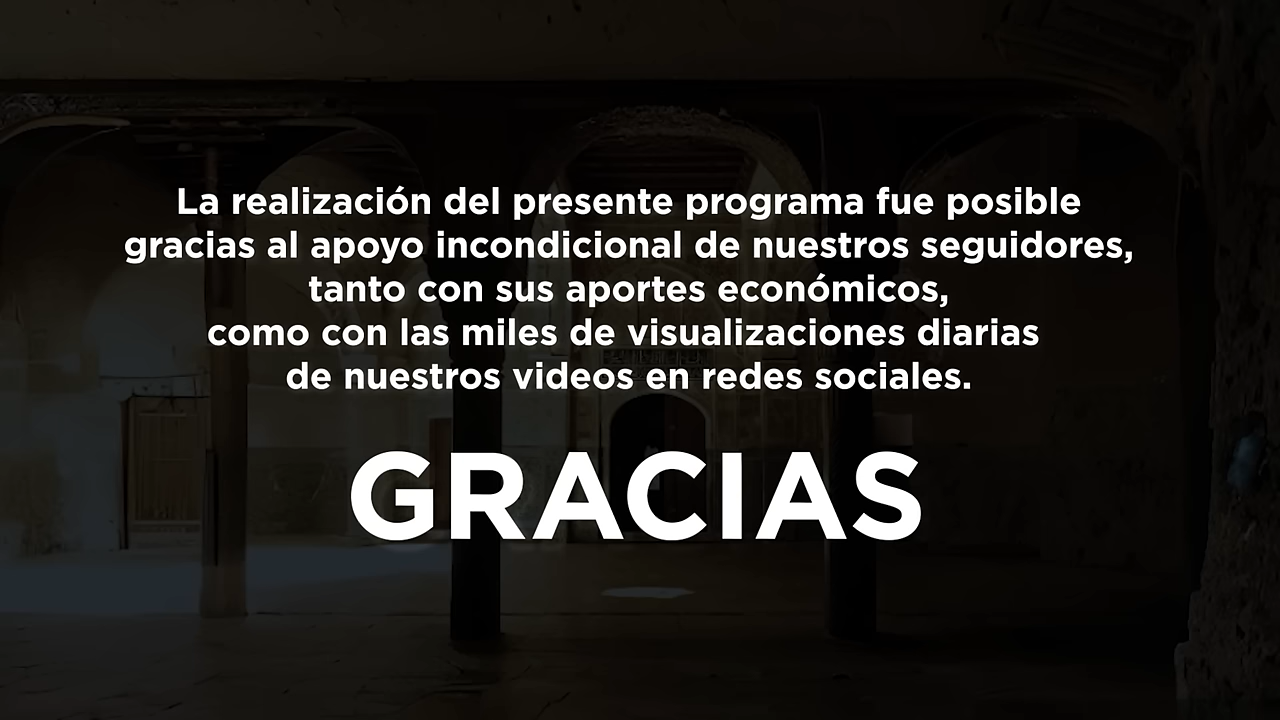 La realización del presente programa fue posible
gracias al apoyo incondicional de nuestros seguidores,
tanto con sus aportes económicos,
como con las miles de visualizaciones diarias
de nuestros videos en redes sociales.
GRACIAS